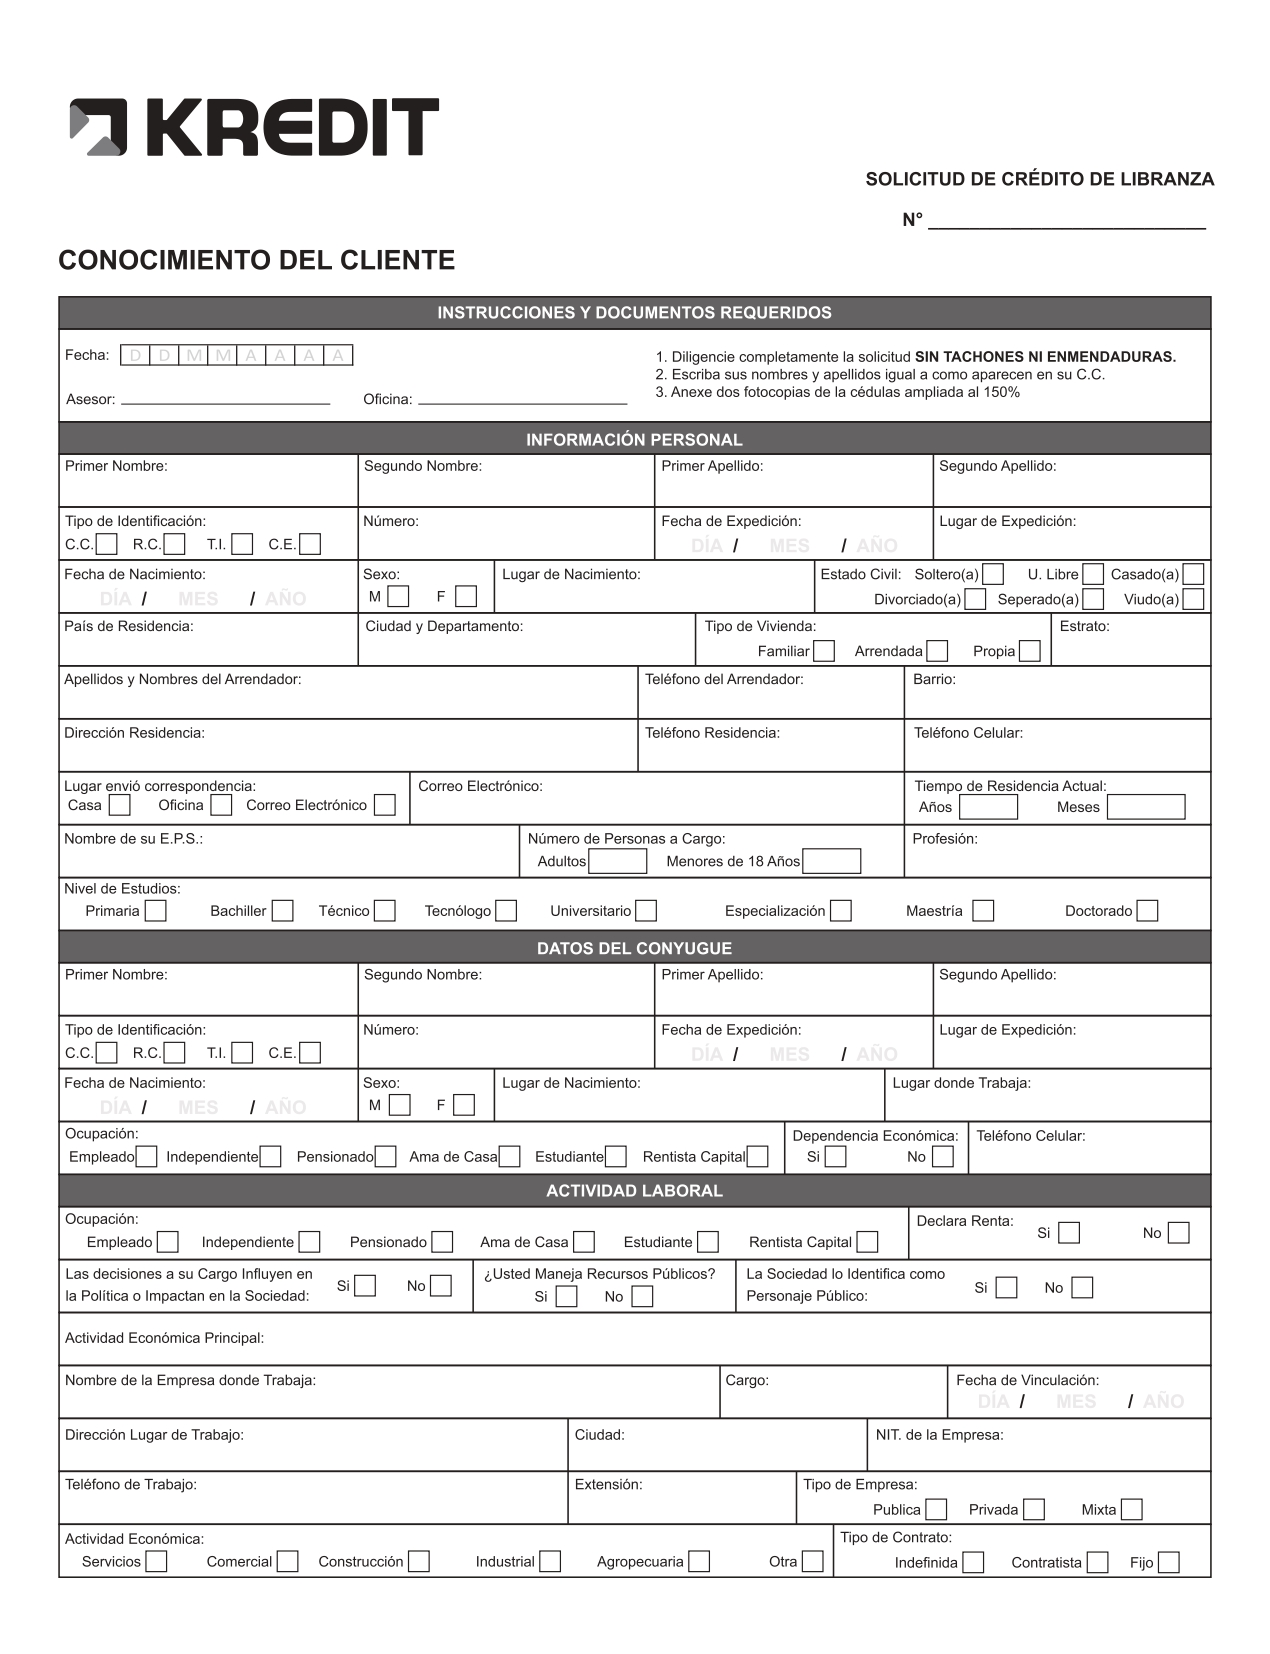 KREDIT
SOLICITUD DE CRÉDITO DE LIBRANZA
N° ____________________________
CONOCIMIENTO DEL CLIENTE
INSTRUCCIONES Y DOCUMENTOS REQUERIDOS
Fecha: D D M M A A A A
1. Diligencie completamente la solicitud SIN TACHONES NI ENMENDADURAS.
2. Escriba sus nombres y apellidos igual a como aparecen en su C.C.
3. Anexe dos fotocopias de la cédulas ampliada al 150%
Asesor: Oficina:
INFORMACIÓN PERSONAL
Primer Nombre: Segundo Nombre: Primer Apellido: Segundo Apellido:
Tipo de Identificación: Número: Fecha de Expedición: Lugar de Expedición:
C.C. R.C. T.I. C.E. DÍA / MES / AÑO
Fecha de Nacimiento: Sexo: Lugar de Nacimiento: Estado Civil: Soltero(a) U. Libre Casado(a)
DÍA / MES / AÑO M F Divorciado(a) Seperado(a) Viudo(a)
País de Residencia: Ciudad y Departamento: Tipo de Vivienda: Estrato:
Familiar Arrendada Propia
Apellidos y Nombres del Arrendador: Teléfono del Arrendador: Barrio:
Dirección Residencia: Teléfono Residencia: Teléfono Celular:
Lugar envió correspondencia: Correo Electrónico: Tiempo de Residencia Actual:
Casa Oficina Correo Electrónico Años Meses
Nombre de su E.P.S.: Número de Personas a Cargo: Profesión:
Adultos Menores de 18 Años
Nivel de Estudios:
Primaria Bachiller Técnico Tecnólogo Universitario Especialización Maestría Doctorado
DATOS DEL CONYUGUE
Primer Nombre: Segundo Nombre: Primer Apellido: Segundo Apellido:
Tipo de Identificación: Número: Fecha de Expedición: Lugar de Expedición:
C.C. R.C. T.I. C.E. DÍA / MES / AÑO
Fecha de Nacimiento: Sexo: Lugar de Nacimiento: Lugar donde Trabaja:
DÍA / MES / AÑO M F
Ocupación: Dependencia Económica: Teléfono Celular:
Empleado Independiente Pensionado Ama de Casa Estudiante Rentista Capital Si No
ACTIVIDAD LABORAL
Ocupación: Declara Renta: Si No
Empleado Independiente Pensionado Ama de Casa Estudiante Rentista Capital
Las decisiones a su Cargo Influyen en ¿Usted Maneja Recursos Públicos? La Sociedad lo Identifica como
la Política o Impactan en la Sociedad: Si No Si No Personaje Público: Si No
Actividad Económica Principal:
Nombre de la Empresa donde Trabaja: Cargo: Fecha de Vinculación:
DÍA / MES / AÑO
Dirección Lugar de Trabajo: Ciudad: NIT. de la Empresa:
Teléfono de Trabajo: Extensión: Tipo de Empresa:
Publica Privada Mixta
Actividad Económica: Tipo de Contrato:
Servicios Comercial Construcción Industrial Agropecuaria Otra Indefinida Contratista Fijo